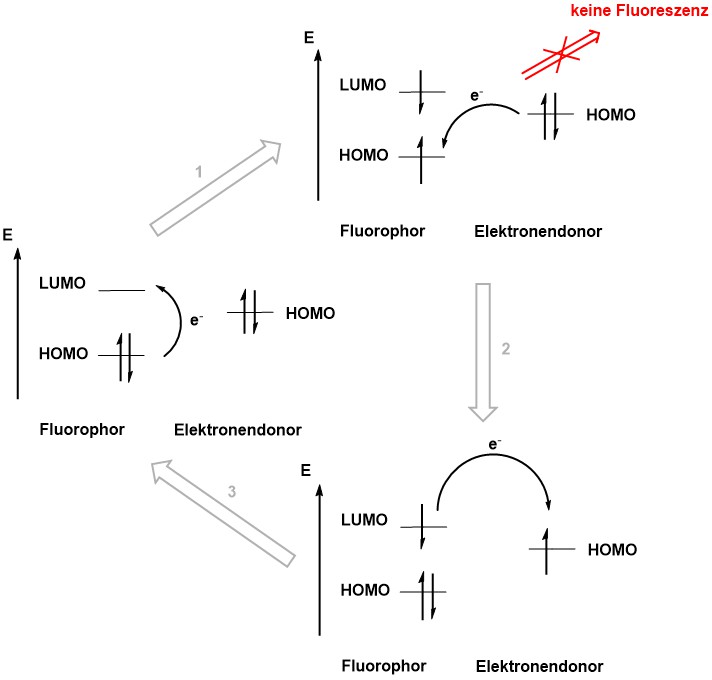 keine Fluoreszenz
E
LUMO
e-
HOMO
HOMO
Fluorophor Elektronendonor
1
E
LUMO
e-
HOMO
HOMO
Fluorophor Elektronendonor
2
3
E
e-
LUMO
HOMO
HOMO
Fluorophor Elektronendonor